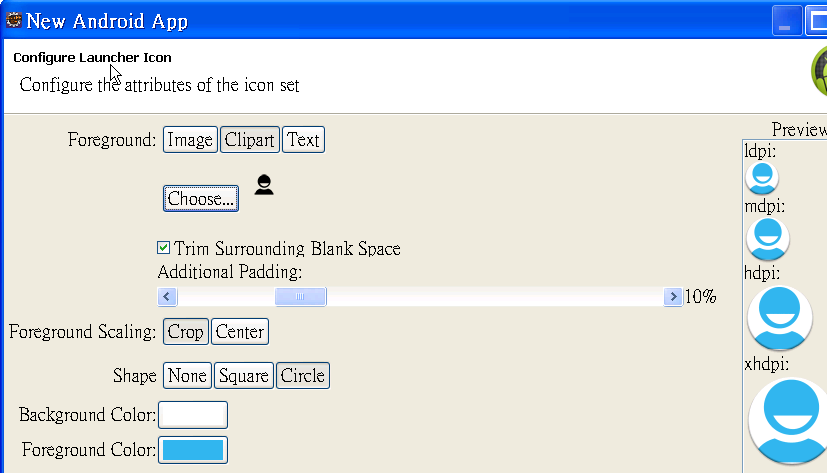 New Android App
Configure Launcher Icon
Configure the attributes of the icon set
Foreground: Image Clipart Text
Choose...
Trim Surrounding Blank Space
Additional Padding:
10%
Foreground Scaling: Crop Center
Shape None Square Circle
Background Color:
Foreground Color:
Preview
ldpi:
mdpi:
hdpi:
xhdpi: